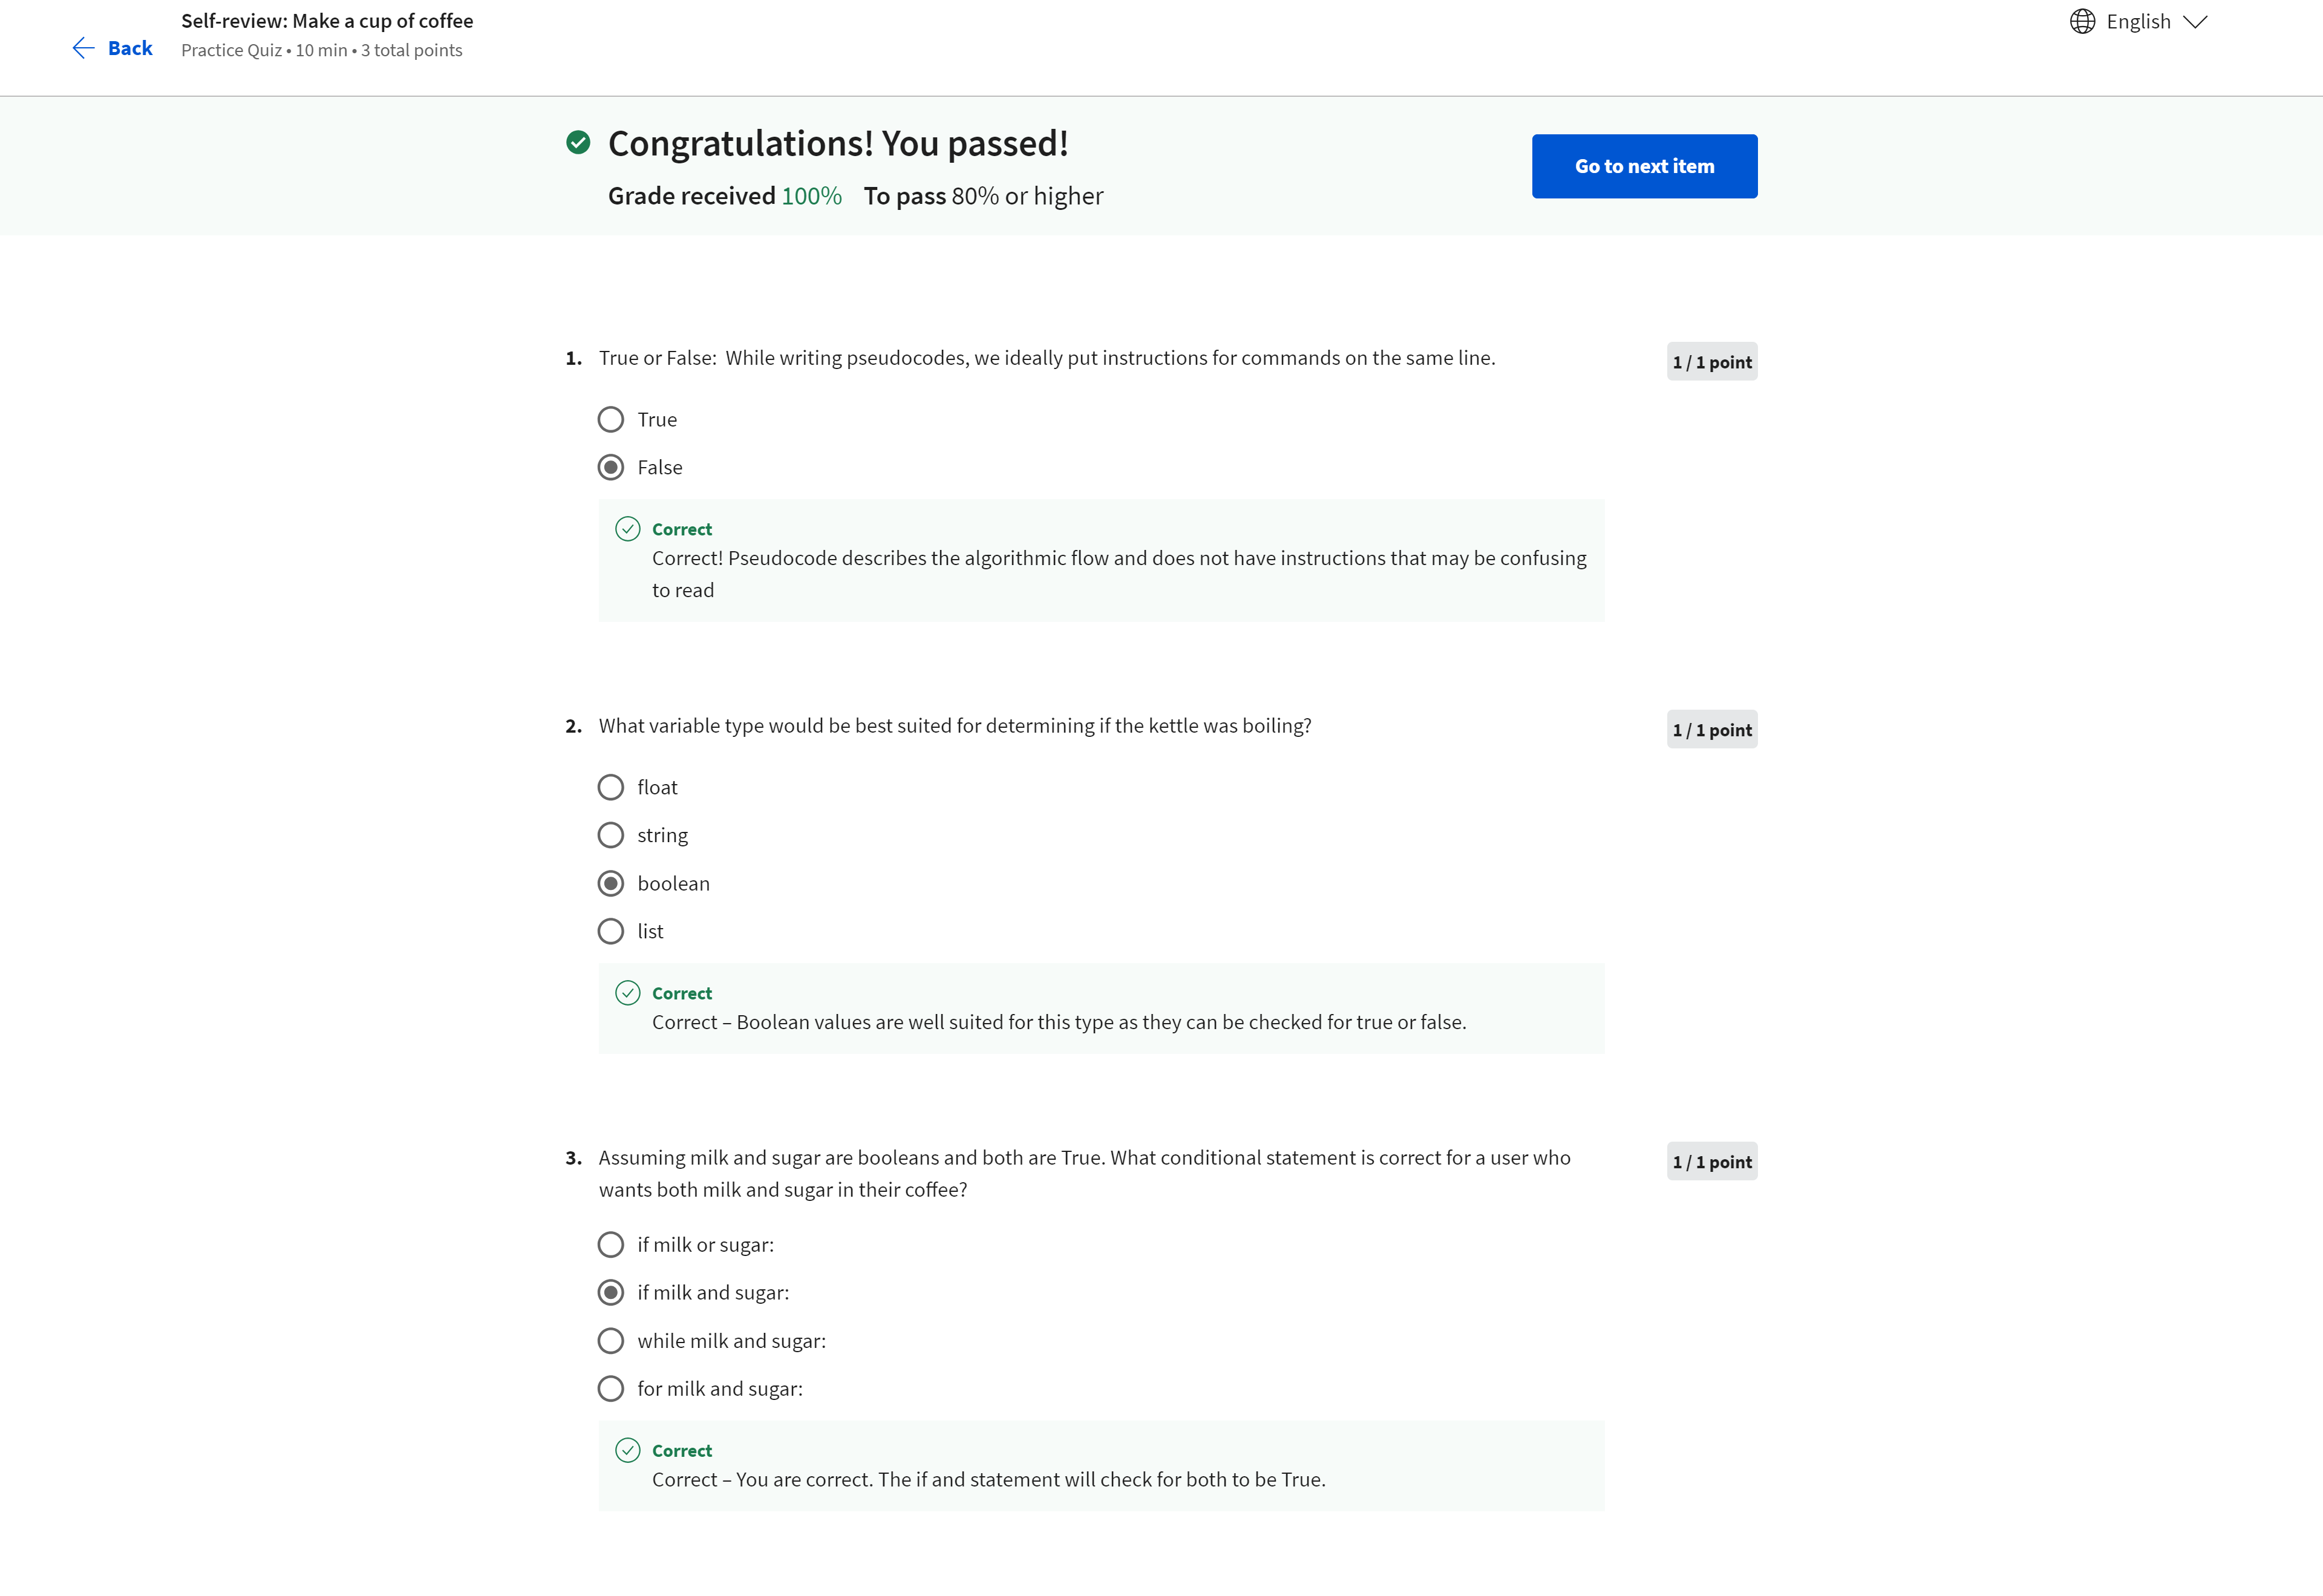 Self-review: Make a cup of coffee
Back
Practice Quiz • 10 min • 3 total points
English
Congratulations! You passed!
Grade received 100% To pass 80% or higher
Go to next item
1. True or False:  While writing pseudocodes, we ideally put instructions for commands on the same line.
1 / 1 point
True
False
Correct
Correct! Pseudocode describes the algorithmic flow and does not have instructions that may be confusing
to read
2. What variable type would be best suited for determining if the kettle was boiling?
1 / 1 point
float
string
boolean
list
Correct
Correct – Boolean values are well suited for this type as they can be checked for true or false.
3. Assuming milk and sugar are booleans and both are True. What conditional statement is correct for a user who
wants both milk and sugar in their coffee?
1 / 1 point
if milk or sugar:
if milk and sugar:
while milk and sugar:
for milk and sugar:
Correct
Correct – You are correct. The if and statement will check for both to be True.